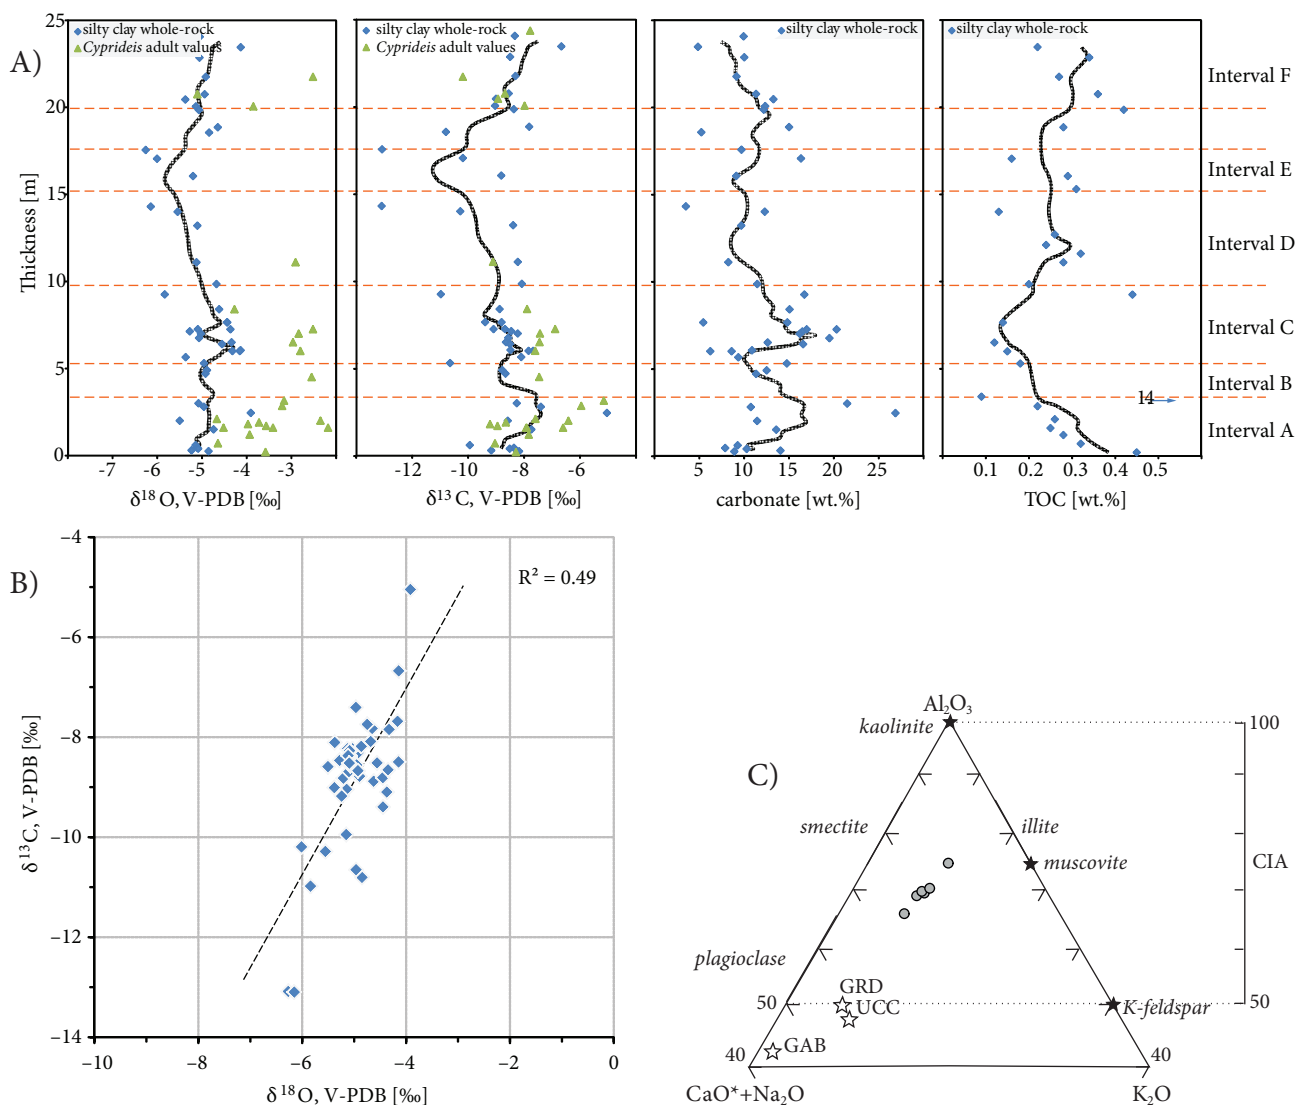 A)
silty clay whole-rock
Cyprideis adult values
silty clay whole-rock
Cyprideis adult values
silty clay whole-rock
silty clay whole-rock
25
20
15
10
5
0
Thickness [m]
Interval F
Interval E
Interval D
Interval C
Interval B
Interval A
14
−7 −5 −3 −1
δ18 O, V-PDB [‰]
−12 −10 −8 −6
δ13 C, V-PDB [‰]
5 10 15 20 25
carbonate [wt.%]
0.1 0.2 0.3 0.4 0.5
TOC [wt.%]
B)
R² = 0.49
−4
−6
−8
−10
−12
−14
δ13C, V-PDB [‰]
−10 −8 −6 −4 −2 0
δ18O, V-PDB [‰]
C)
Al₂O₃
kaolinite
100
smectite
illite
muscovite
CIA
plagioclase
50
GRD
UCC
K-feldspar
50
40
GAB
40
CaO*+Na₂O
K₂O